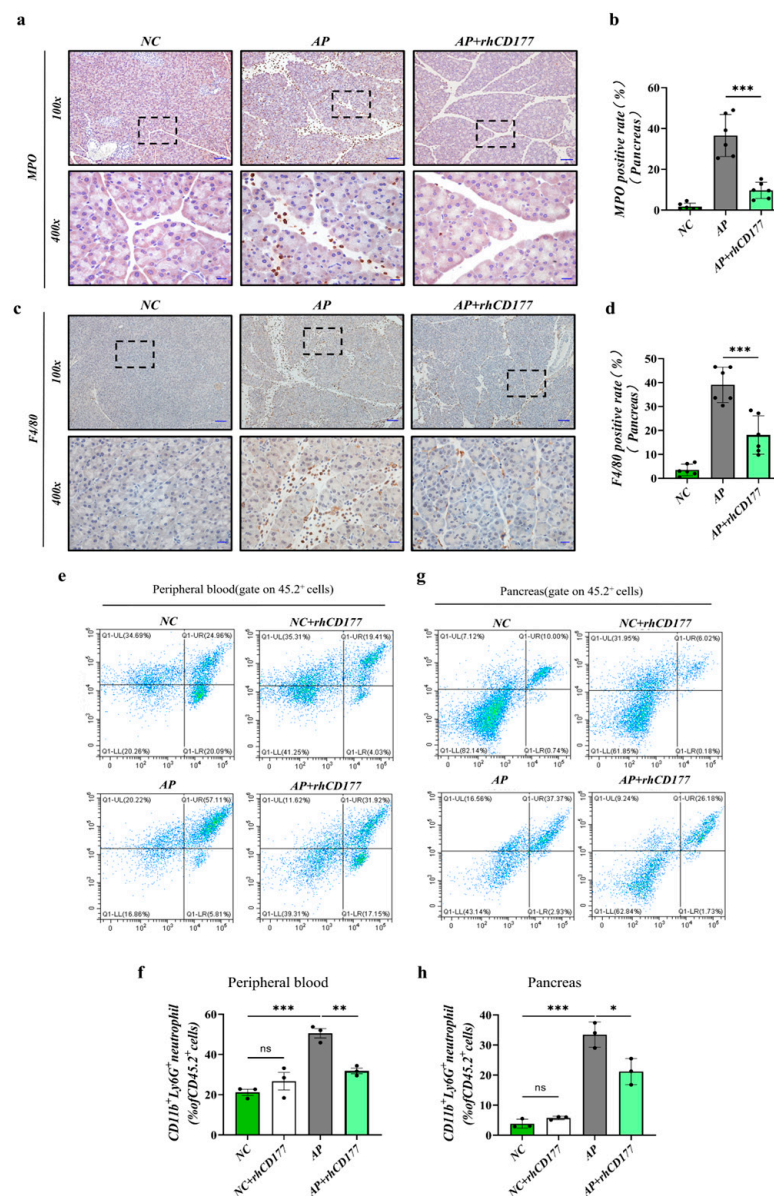 a
NC
AP
AP+rhCD177
MPO
100x
400x
b
MPO positive rate (%)
(Pancreas)
60
40
20
0
***
NC
AP
AP+rhCD177
c
NC
AP
AP+rhCD177
F4/80
100x
400x
d
F4/80 positive rate (%)
(Pancreas)
50
40
30
20
10
0
***
NC
AP
AP+rhCD177
e
Peripheral blood(gate on 45.2⁺ cells)
NC
NC+rhCD177
Q1-UL(34.69%) Q1-UR(24.96%)
Q1-LL(20.26%) Q1-LR(20.09%)
Q1-UL(35.31%) Q1-UR(19.41%)
Q1-LL(41.25%) Q1-LR(4.03%)
AP
AP+rhCD177
Q1-UL(20.22%) Q1-UR(57.11%)
Q1-LL(16.86%) Q1-LR(5.81%)
Q1-UL(11.62%) Q1-UR(31.92%)
Q1-LL(39.31%) Q1-LR(17.15%)
g
Pancreas(gate on 45.2⁺ cells)
NC
NC+rhCD177
Q1-UL(7.12%) Q1-UR(10.00%)
Q1-LL(82.14%) Q1-LR(0.74%)
Q1-UL(31.95%) Q1-UR(6.02%)
Q1-LL(61.85%) Q1-LR(0.18%)
AP
AP+rhCD177
Q1-UL(16.56%) Q1-UR(37.37%)
Q1-LL(43.14%) Q1-LR(2.93%)
Q1-UL(9.24%) Q1-UR(26.18%)
Q1-LL(62.84%) Q1-LR(1.73%)
f
Peripheral blood
CD11b⁺Ly6G⁺neutrophil
(%ofCD45.2⁺cells)
60
40
20
0
*** **
ns
NC
NC+rhCD177
AP
AP+rhCD177
h
Pancreas
CD11b⁺Ly6G⁺neutrophil
(%ofCD45.2⁺cells)
40
30
20
10
0
*** *
ns
NC
NC+rhCD177
AP
AP+rhCD177